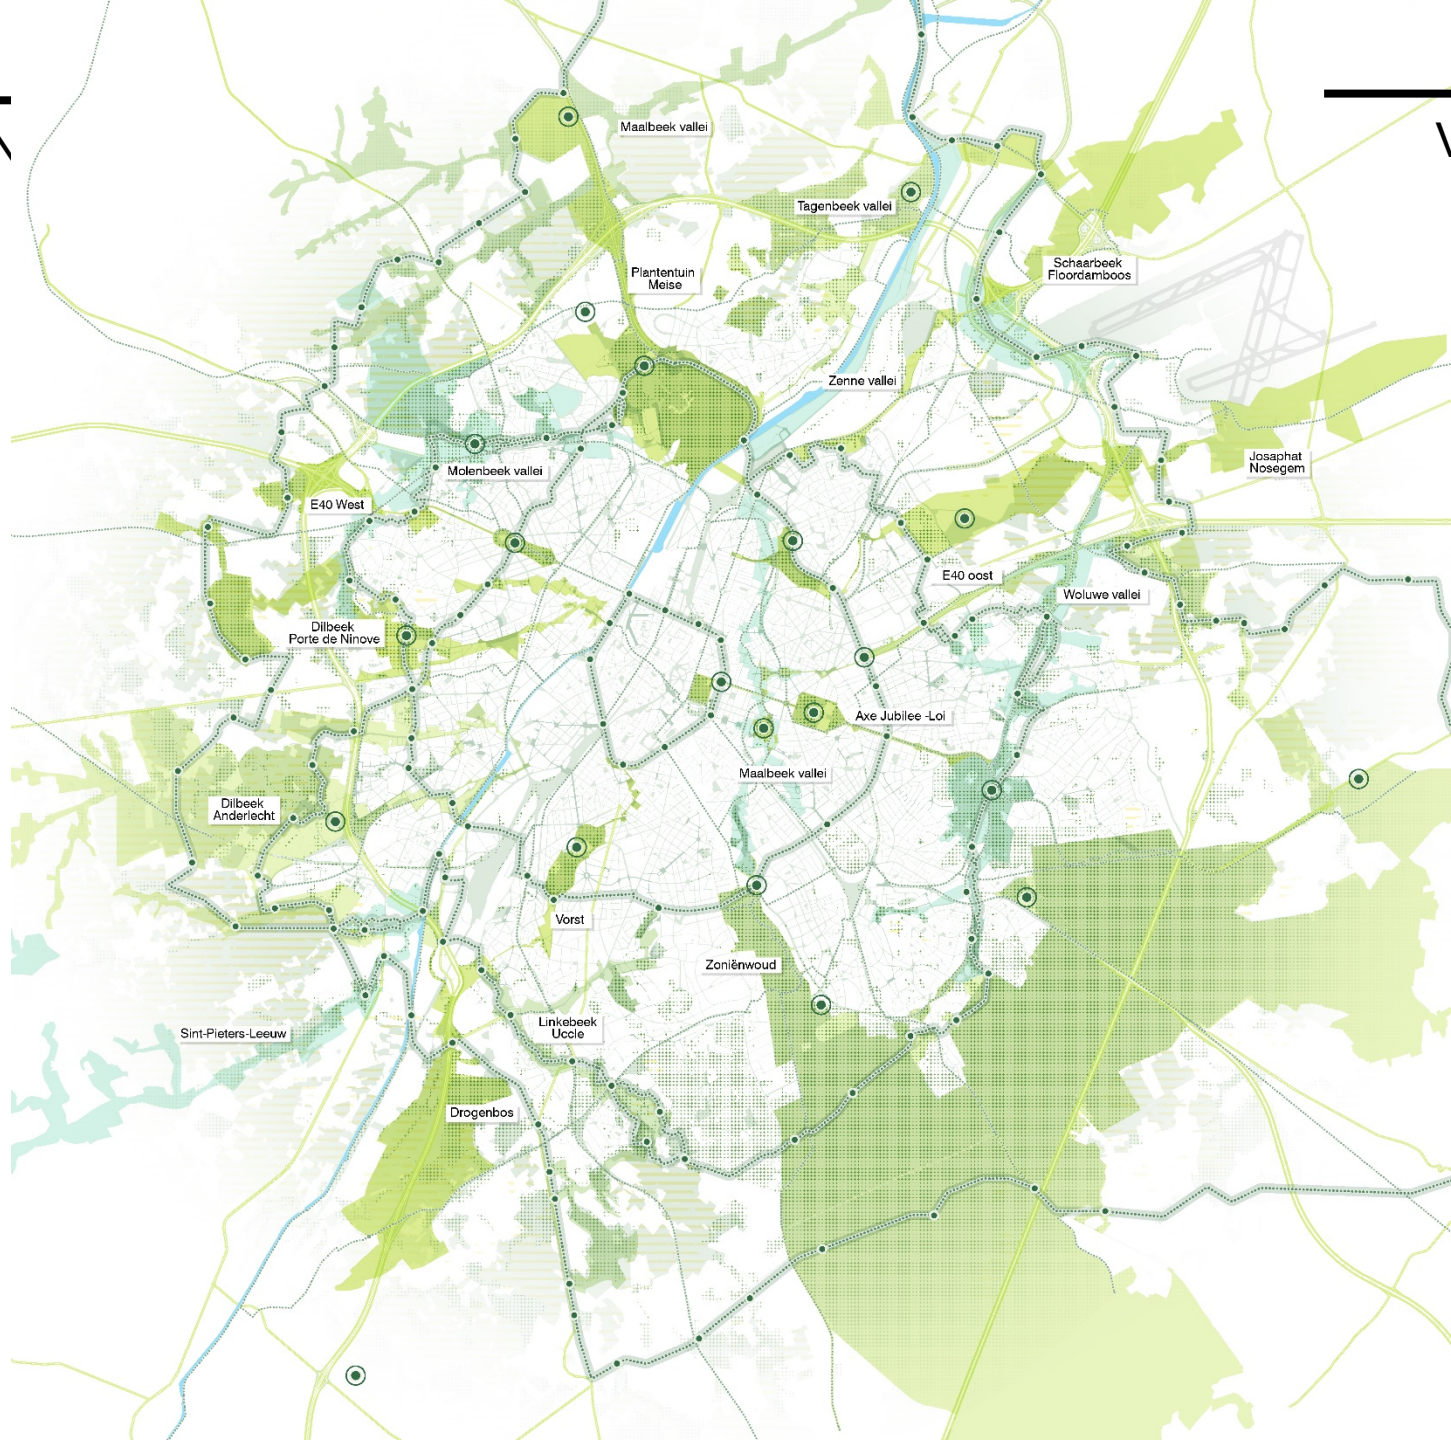 Maalbeek vallei
Tagenbeek vallei
Schaarbeek
Floordamboos
Plantentuin
Meise
Zenne vallei
Molenbeek vallei
Josaphat
Nosegem
E40 West
E40 oost
Woluwe vallei
Dilbeek
Porte de Ninove
Axe Jubilee -Loi
Maalbeek vallei
Dilbeek
Anderlecht
Vorst
Zoniënwoud
Sint-Pieters-Leeuw
Linkebeek
Uccle
Drogenbos